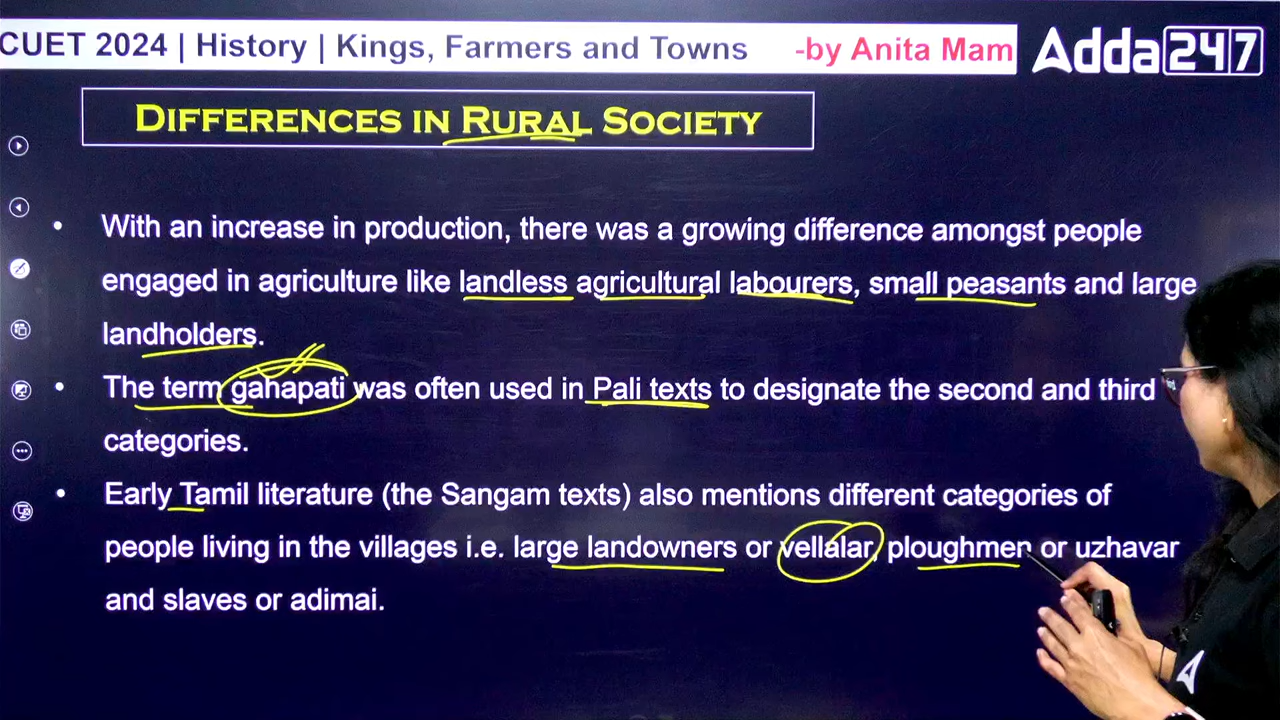 CUET 2024 | History | Kings, Farmers and Towns -by Anita Mam Adda247
DIFFERENCES IN RURAL SOCIETY
• With an increase in production, there was a growing difference amongst people
engaged in agriculture like landless agricultural labourers, small peasants and large
landholders.
• The term gahapati was often used in Pali texts to designate the second and third
categories.
• Early Tamil literature (the Sangam texts) also mentions different categories of
people living in the villages i.e. large landowners or vellalar, ploughmen or uzhavar
and slaves or adimai.